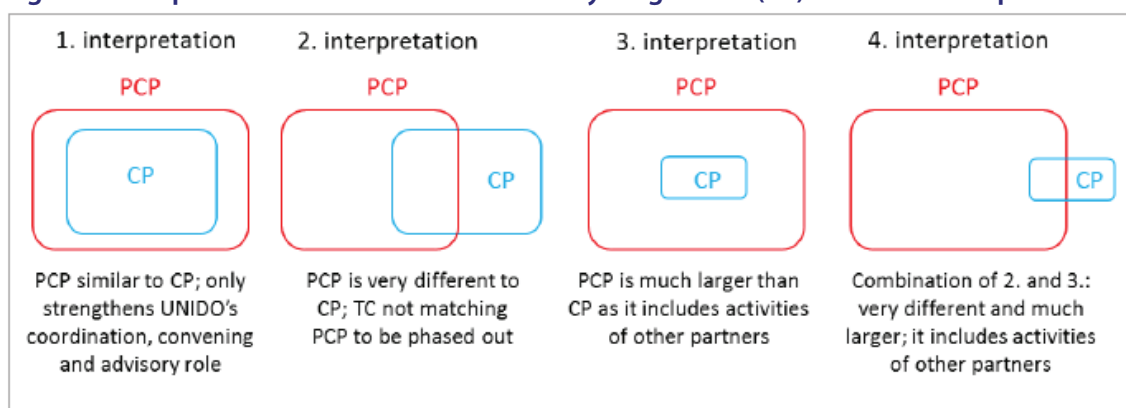 1. interpretation
PCP
CP
PCP similar to CP; only
strengthens UNIDO's
coordination, convening
and advisory role
2. interpretation
PCP
CP
PCP is very different to
CP; TC not matching
PCP to be phased out
3. interpretation
PCP
CP
PCP is much larger than
CP as it includes activities
of other partners
4. interpretation
PCP
CP
Combination of 2. and 3.:
very different and much
larger; it includes activities
of other partners